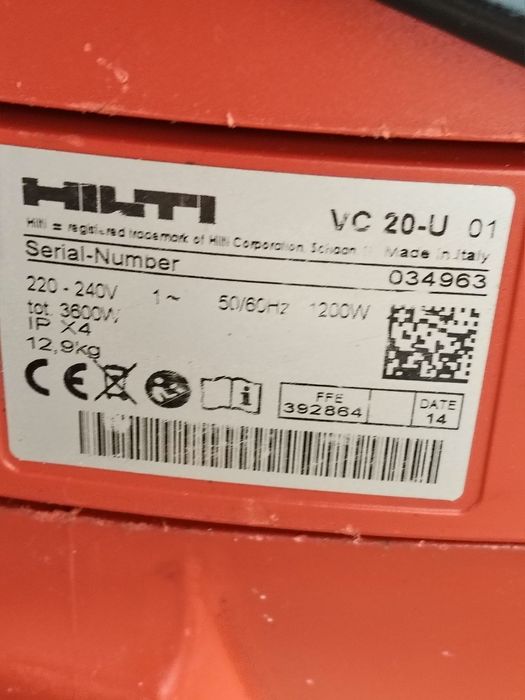 HILTI
VC 20-U 01
Hilti = registered trademark of Hilti Corporation, Schaan Made in Italy
Serial-Number 034963
220 - 240V 1~ 50/60Hz 1200W
tot. 3600W
IP X4
12,9kg
CE
FFE
392864
DATE
14